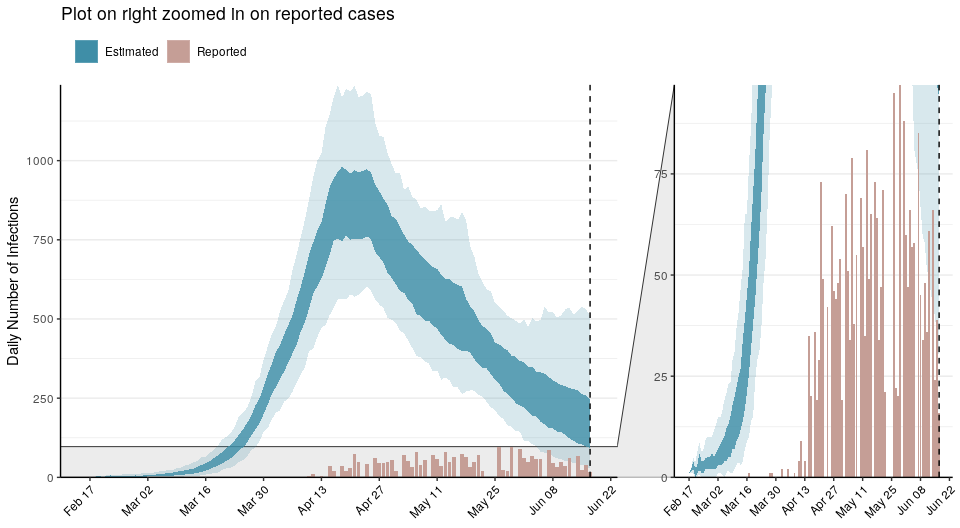 Plot on right zoomed in on reported cases
Estimated Reported
Daily Number of Infections
1000
750
500
250
0
Feb 17 Mar 02 Mar 16 Mar 30 Apr 13 Apr 27 May 11 May 25 Jun 08 Jun 22
75
50
25
0
Feb 17 Mar 02 Mar 16 Mar 30 Apr 13 Apr 27 May 11 May 25 Jun 08 Jun 22